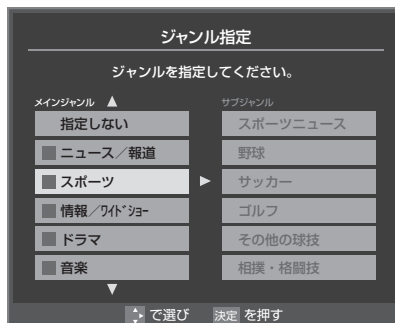 ジャンル指定
ジャンルを指定してください。
メインジャンル
指定しない
ニュース／報道
スポーツ
情報／ﾜｲﾄﾞｼｮｰ
ドラマ
音楽
サブジャンル
スポーツニュース
野球
サッカー
ゴルフ
その他の球技
相撲・格闘技
で選び 決定 を押す